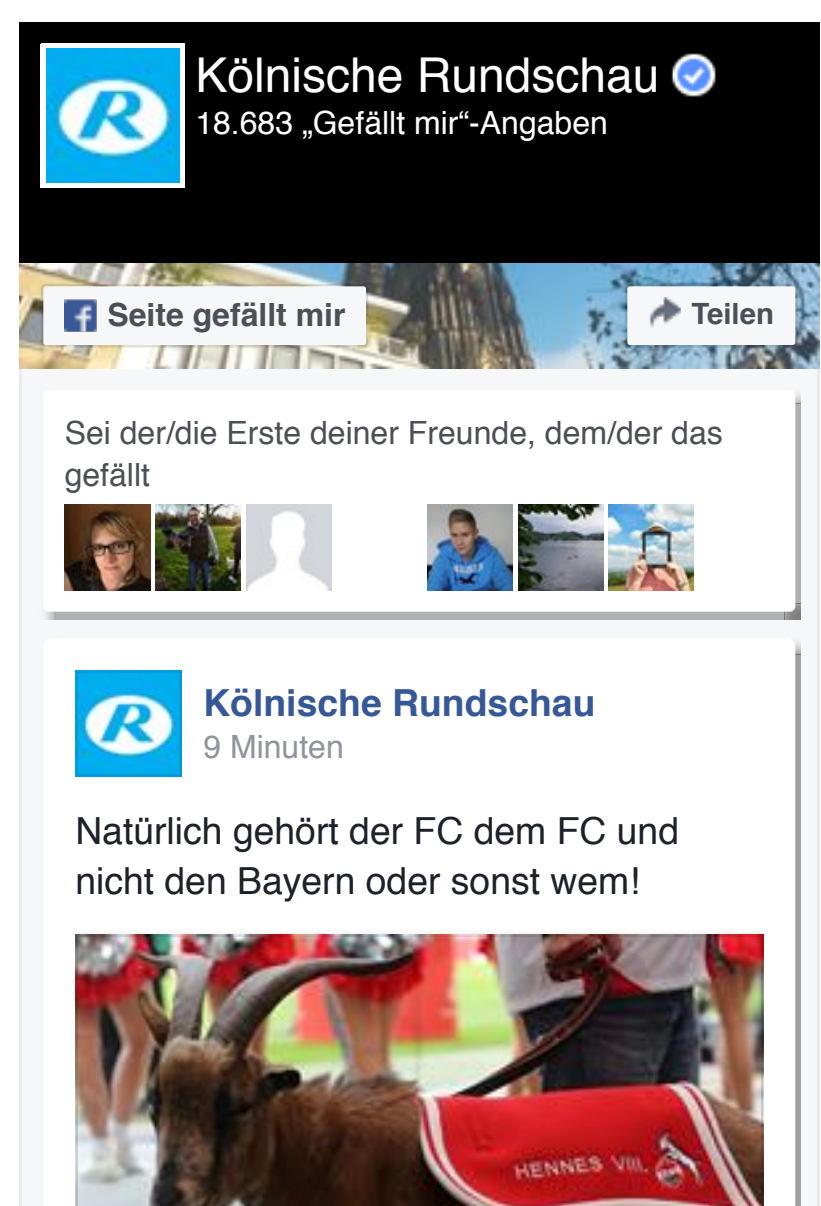 R
Kölnische Rundschau
18.683 „Gefällt mir“-Angaben
f Seite gefällt mir
Teilen
Sei der/die Erste deiner Freunde, dem/der das
gefällt
R
Kölnische Rundschau
9 Minuten
Natürlich gehört der FC dem FC und
nicht den Bayern oder sonst wem!
HENNES VIII.